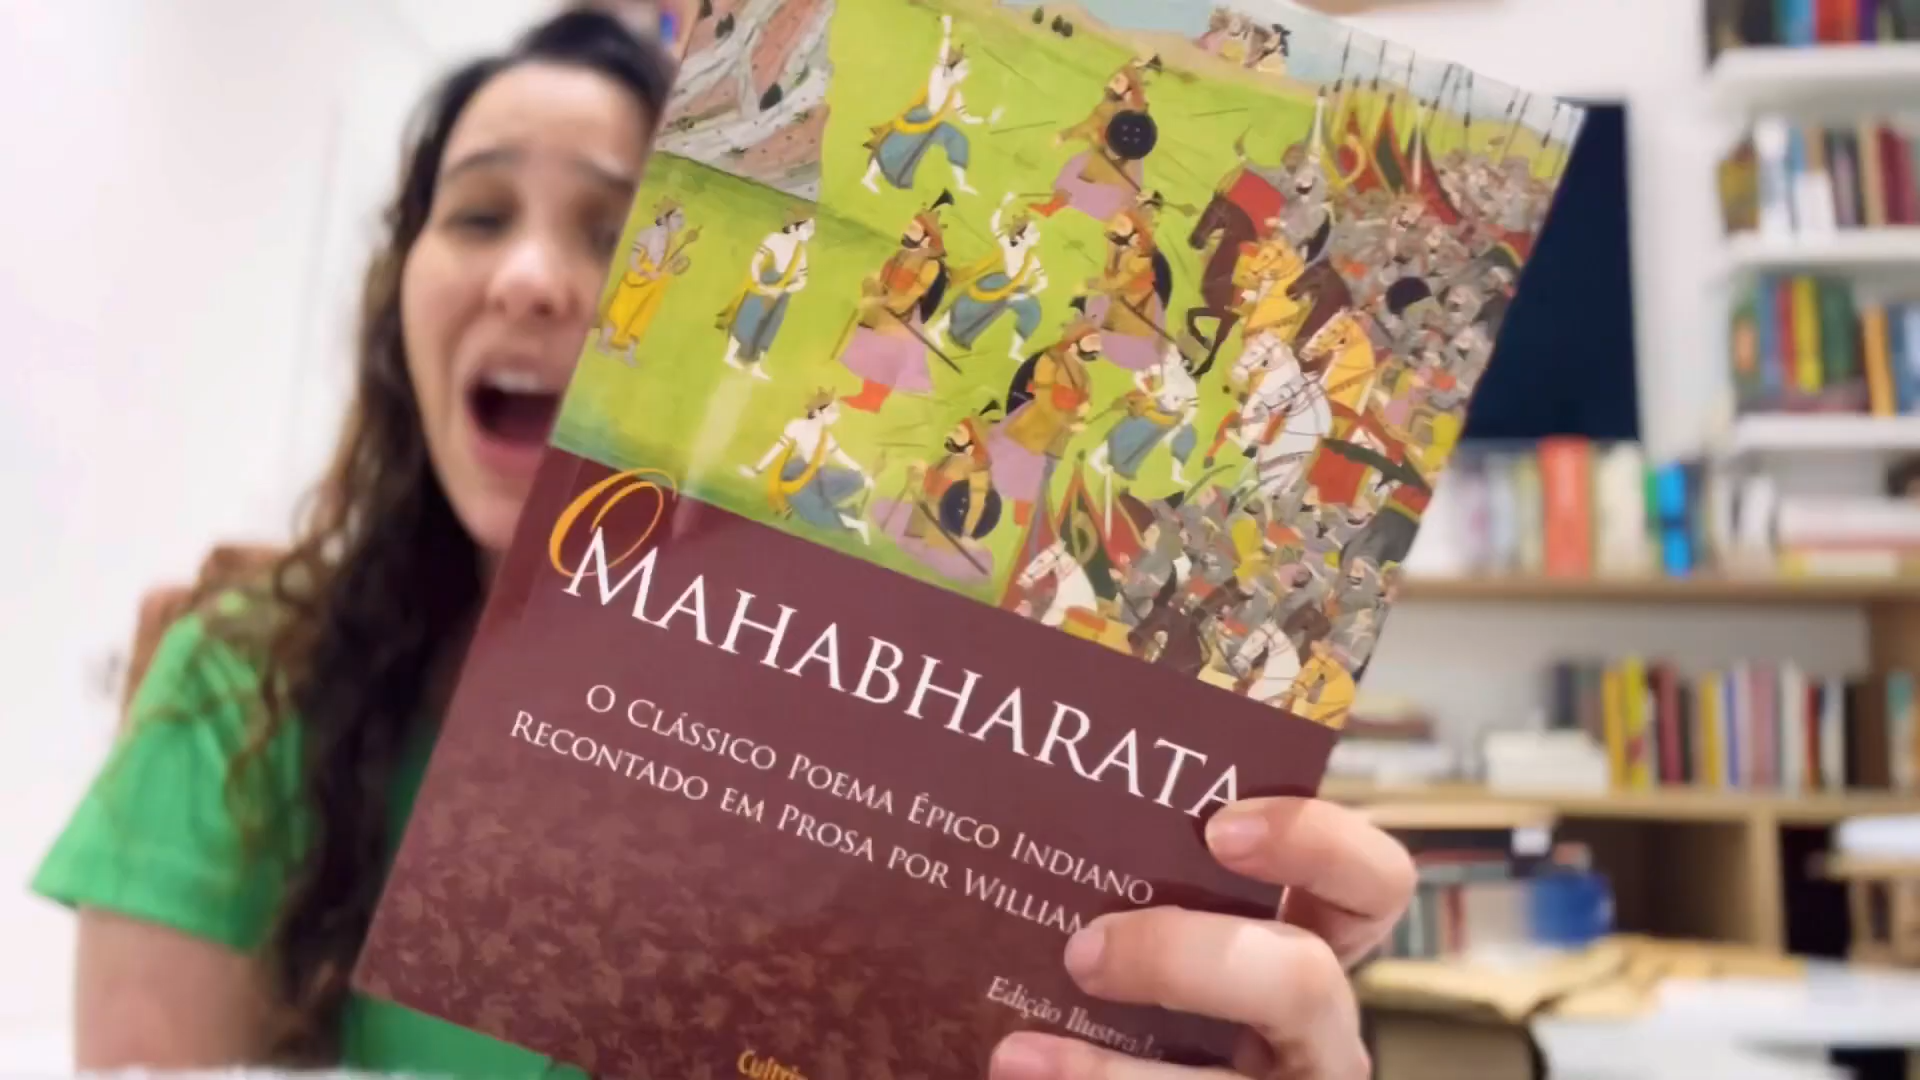 O
MAHABHARATA
O CLÁSSICO POEMA ÉPICO INDIANO
RECONTADO EM PROSA POR WILLIAM
Edição Ilustrada